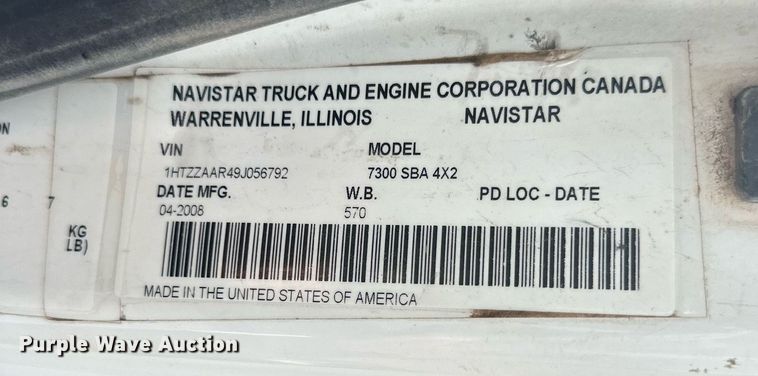 NAVISTAR TRUCK AND ENGINE CORPORATION CANADA
WARRENVILLE, ILLINOIS NAVISTAR
VIN MODEL
1HTZZAAR49J056792 7300 SBA 4X2
DATE MFG. W.B. PD LOC - DATE
04-2008 570
MADE IN THE UNITED STATES OF AMERICA
6 7
KG
LB)
Purple Wave Auction